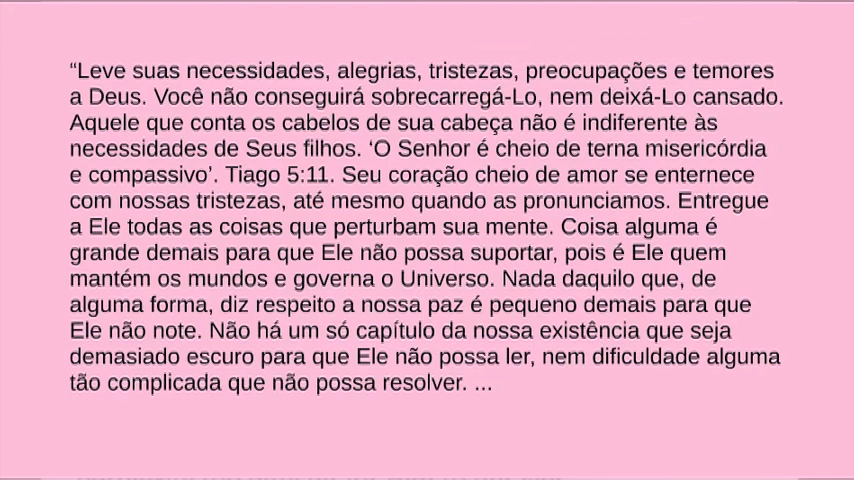 “Leve suas necessidades, alegrias, tristezas, preocupações e temores
a Deus. Você não conseguirá sobrecarregá-Lo, nem deixá-Lo cansado.
Aquele que conta os cabelos de sua cabeça não é indiferente às
necessidades de Seus filhos. ‘O Senhor é cheio de terna misericórdia
e compassivo’. Tiago 5:11. Seu coração cheio de amor se enternece
com nossas tristezas, até mesmo quando as pronunciamos. Entregue
a Ele todas as coisas que perturbam sua mente. Coisa alguma é
grande demais para que Ele não possa suportar, pois é Ele quem
mantém os mundos e governa o Universo. Nada daquilo que, de
alguma forma, diz respeito a nossa paz é pequeno demais para que
Ele não note. Não há um só capítulo da nossa existência que seja
demasiado escuro para que Ele não possa ler, nem dificuldade alguma
tão complicada que não possa resolver. ...